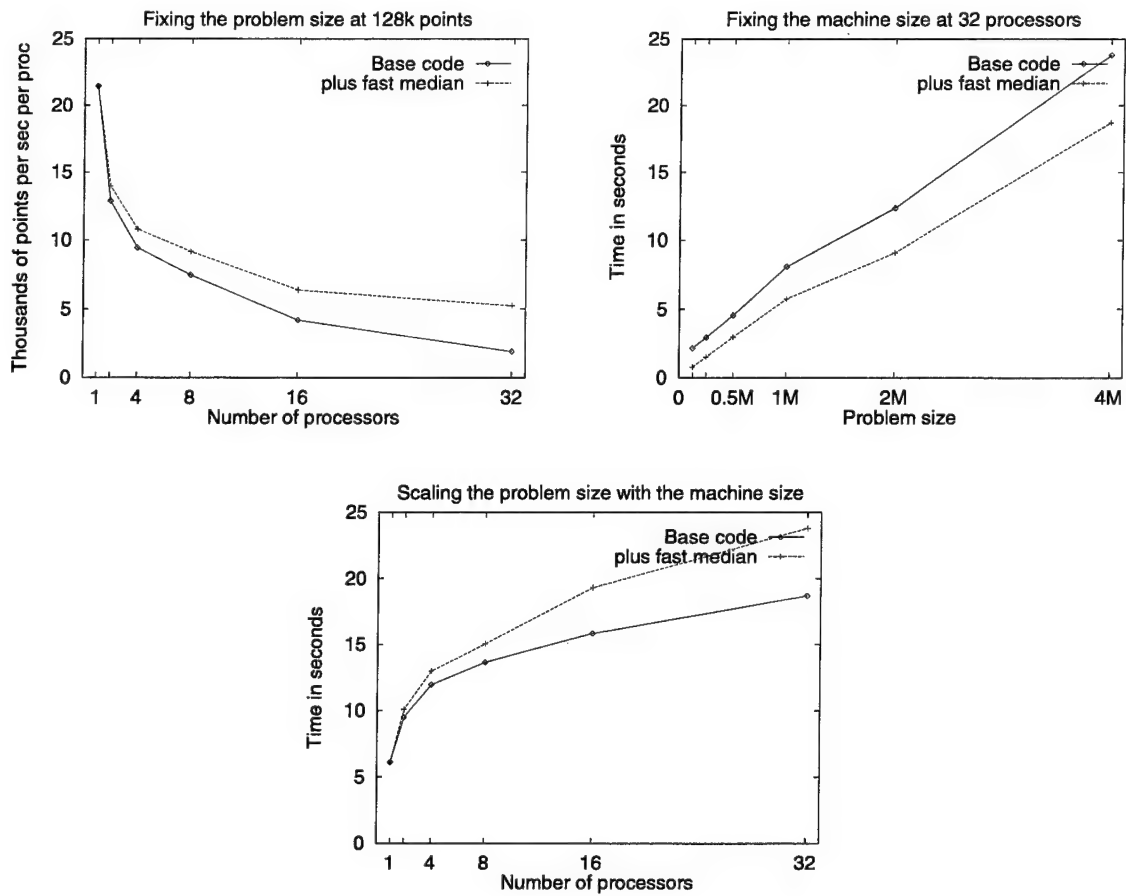 Fixing the problem size at 128k points
Thousands of points per sec per proc
25
20
15
10
5
0
Base code
plus fast median
1 4 8 16 32
Number of processors
Fixing the machine size at 32 processors
Time in seconds
25
20
15
10
5
0
Base code
plus fast median
0 0.5M 1M 2M 4M
Problem size
Scaling the problem size with the machine size
Time in seconds
25
20
15
10
5
0
Base code
plus fast median
1 4 8 16 32
Number of processors